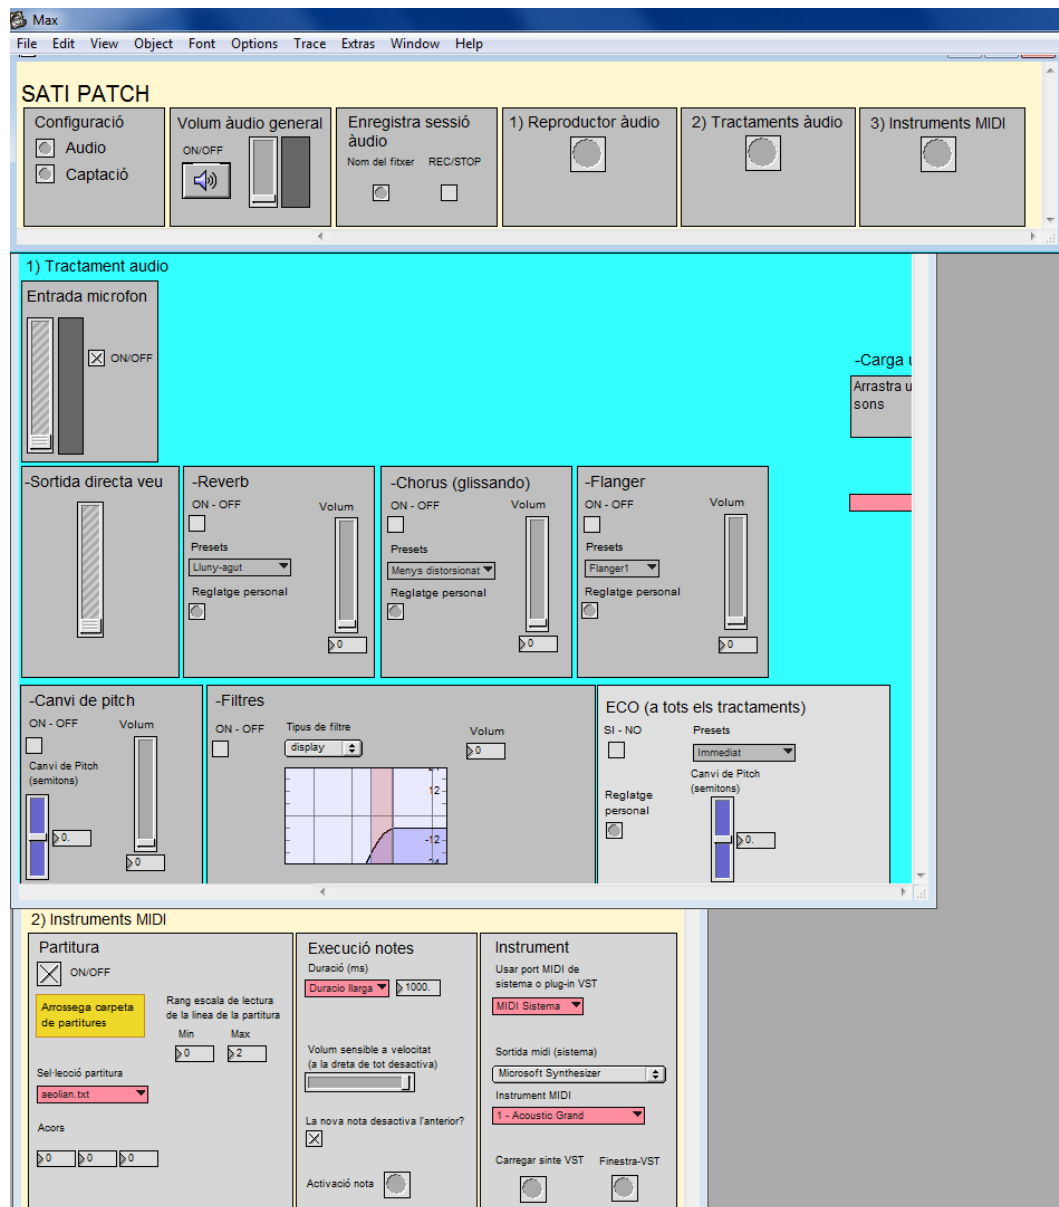 Max
File Edit View Object Font Options Trace Extras Window Help
SATI PATCH
Configuració
Audio
Captació
Volum àudio general
ON/OFF
Enregistra sessió
àudio
Nom del fitxer REC/STOP
1) Reproductor àudio
2) Tractaments àudio
3) Instruments MIDI
1) Tractament audio
Entrada microfon
ON/OFF
-Carga
Arrastra u
sons
-Sortida directa veu
-Reverb
ON - OFF Volum
Presets
Lluny-agut
Reglatge personal
0
-Chorus (glissando)
ON - OFF Volum
Presets
Menys distorsionat
Reglatge personal
0
-Flanger
ON - OFF Volum
Presets
Flanger1
Reglatge personal
0
-Canvi de pitch
ON - OFF Volum
Canvi de Pitch
(semitons)
0.
0
-Filtres
ON - OFF Tipus de filtre Volum
display 0
12
-12
ECO (a tots els tractaments)
SI - NO Presets
Immediat
Canvi de Pitch
(semitons)
Reglatge
personal
0.
2) Instruments MIDI
Partitura
ON/OFF
Arrossega carpeta
de partitures
Rang escala de lectura
de la linea de la partitura
Min Max
0 2
Sel·lecció partitura
aeolian.txt
Acors
0 0 0
Execució notes
Duració (ms)
Duracio llarga 1000.
Volum sensible a velocitat
(a la dreta de tot desactiva)
La nova nota desactiva l'anterior?
Activació nota
Instrument
Usar port MIDI de
sistema o plug-in VST
MIDI Sistema
Sortida midi (sistema)
Microsoft Synthesizer
Instrument MIDI
1 - Acoustic Grand
Carregar sinte VST Finestra-VST